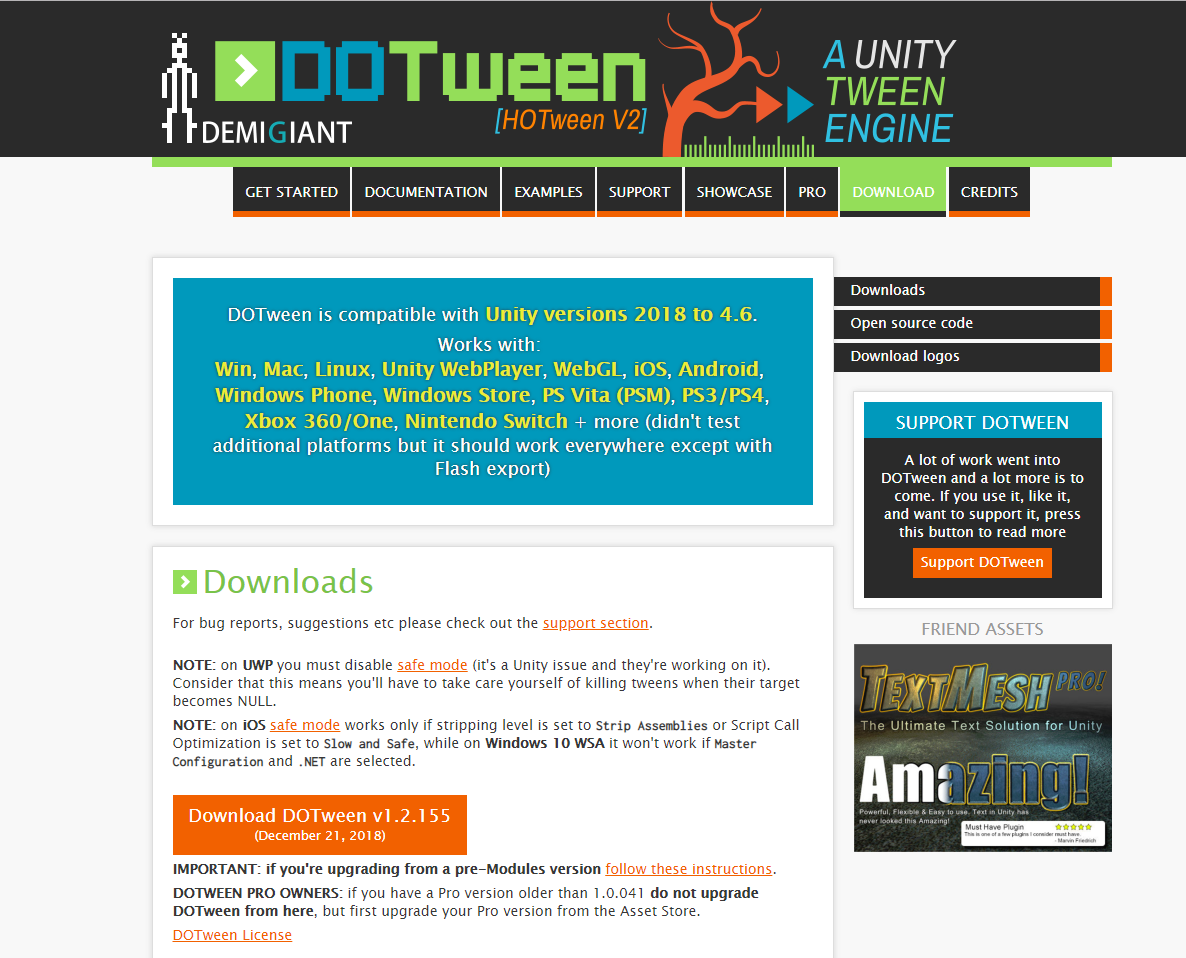 DOTween
[HOTween V2]
DEMIGIANT
A UNITY
TWEEN
ENGINE
GET STARTED
DOCUMENTATION
EXAMPLES
SUPPORT
SHOWCASE
PRO
DOWNLOAD
CREDITS
DOTween is compatible with Unity versions 2018 to 4.6.
Works with:
Win, Mac, Linux, Unity WebPlayer, WebGL, iOS, Android,
Windows Phone, Windows Store, PS Vita (PSM), PS3/PS4,
Xbox 360/One, Nintendo Switch + more (didn't test
additional platforms but it should work everywhere except with
Flash export)
Downloads
For bug reports, suggestions etc please check out the support section.
NOTE: on UWP you must disable safe mode (it's a Unity issue and they're working on it).
Consider that this means you'll have to take care yourself of killing tweens when their target
becomes NULL.
NOTE: on iOS safe mode works only if stripping level is set to Strip Assemblies or Script Call
Optimization is set to Slow and Safe, while on Windows 10 WSA it won't work if Master
Configuration and .NET are selected.
Download DOTween v1.2.155
(December 21, 2018)
IMPORTANT: if you're upgrading from a pre-Modules version follow these instructions.
DOTWEEN PRO OWNERS: if you have a Pro version older than 1.0.041 do not upgrade
DOTween from here, but first upgrade your Pro version from the Asset Store.
DOTween License
Downloads
Open source code
Download logos
SUPPORT DOTWEEN
A lot of work went into
DOTween and a lot more is to
come. If you use it, like it,
and want to support it, press
this button to read more
Support DOTween
FRIEND ASSETS
TEXTMESH PRO!
The Ultimate Text Solution for Unity
Amazing!
Powerful, Flexible & Easy to use. Text in Unity has
never looked this Amazing!
Must Have Plugin
This is one of a few plugins I consider must have.
- Marvin Friedrich